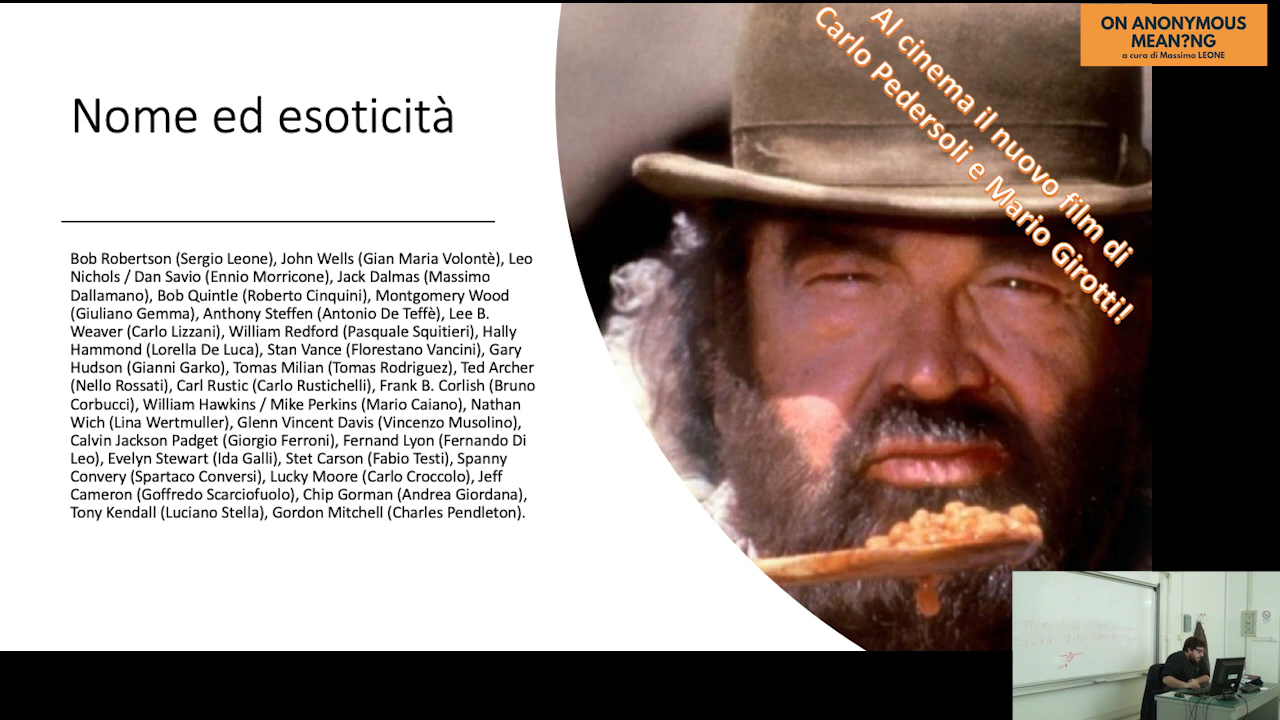 Nome ed esoticità
Bob Robertson (Sergio Leone), John Wells (Gian Maria Volontè), Leo
Nichols / Dan Savio (Ennio Morricone), Jack Dalmas (Massimo
Dallamano), Bob Quintle (Roberto Cinquini), Montgomery Wood
(Giuliano Gemma), Anthony Steffen (Antonio De Teffè), Lee B.
Weaver (Carlo Lizzani), William Redford (Pasquale Squitieri), Hally
Hammond (Lorella De Luca), Stan Vance (Florestano Vancini), Gary
Hudson (Gianni Garko), Tomas Milian (Tomas Rodriguez), Ted Archer
(Nello Rossati), Carl Rustic (Carlo Rustichelli), Frank B. Corlish (Bruno
Corbucci), William Hawkins / Mike Perkins (Mario Caiano), Nathan
Wich (Lina Wertmuller), Glenn Vincent Davis (Vincenzo Musolino),
Calvin Jackson Padget (Giorgio Ferroni), Fernand Lyon (Fernando Di
Leo), Evelyn Stewart (Ida Galli), Stet Carson (Fabio Testi), Spanny
Convery (Spartaco Conversi), Lucky Moore (Carlo Croccolo), Jeff
Cameron (Goffredo Scarciofuolo), Chip Gorman (Andrea Giordana),
Tony Kendall (Luciano Stella), Gordon Mitchell (Charles Pendleton).
Al cinema il nuovo film di
Carlo Pedersoli e Mario Girotti!
ON ANONYMOUS
MEAN?NG
a cura di Massimo LEONE